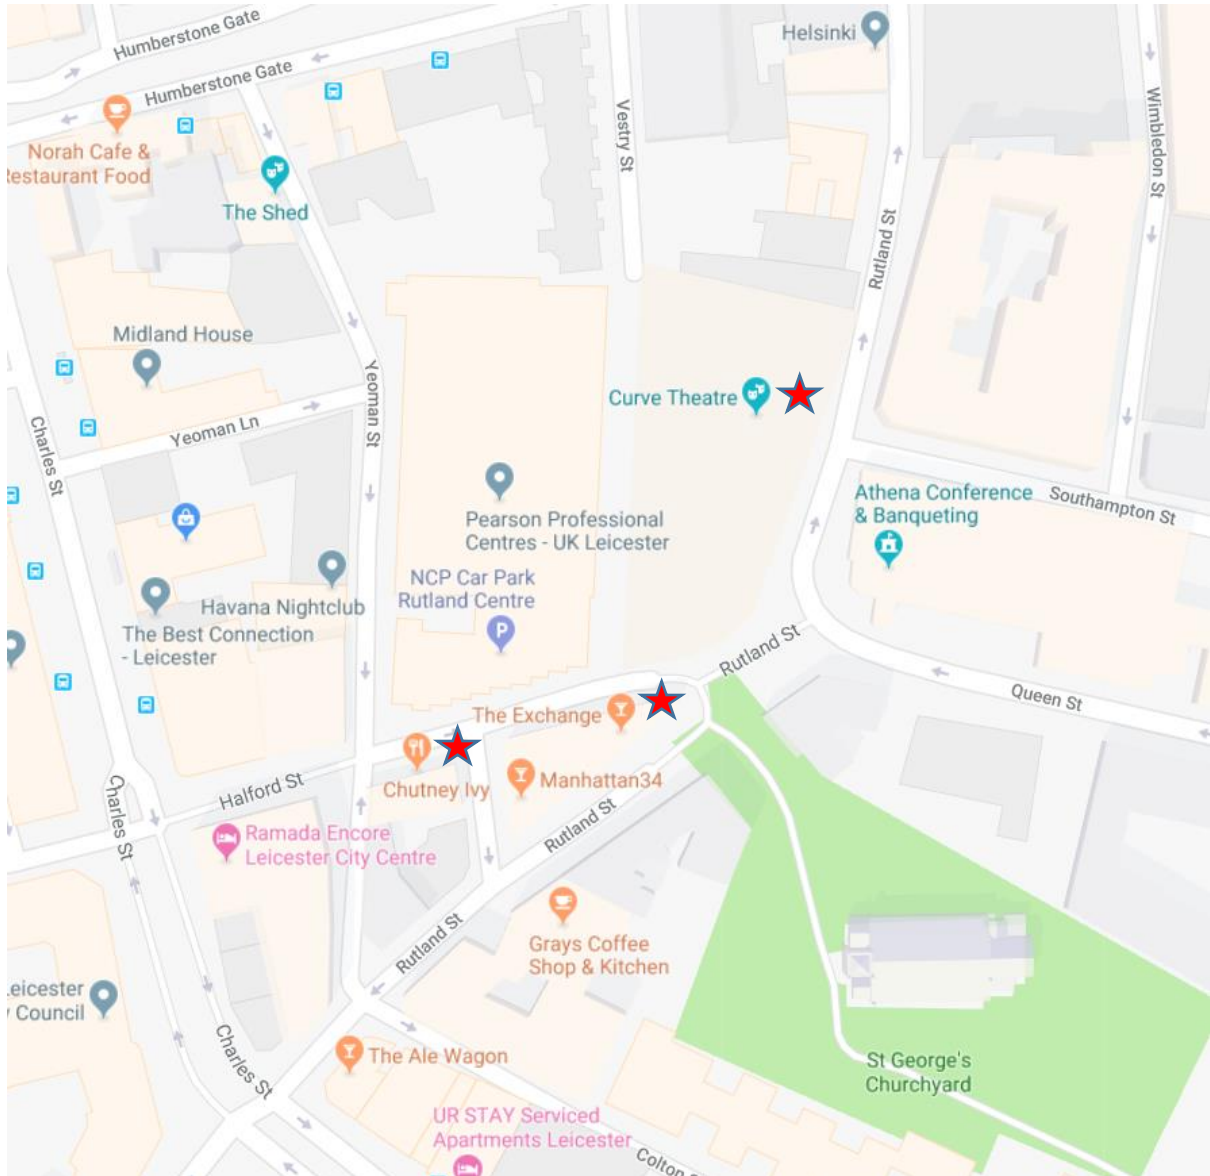 Humberstone Gate
Helsinki
Humberstone Gate
Norah Cafe &
Restaurant Food
Vestry St
Wimbledon St
The Shed
Rutland St
Midland House
Yeoman St
Curve Theatre
Yeoman Ln
Charles St
Athena Conference
& Banqueting
Southampton St
Pearson Professional
Centres - UK Leicester
NCP Car Park
Rutland Centre
P
Havana Nightclub
The Best Connection
- Leicester
Rutland St
Queen St
The Exchange
Chutney Ivy
Manhattan34
Halford St
Charles St
Ramada Encore
Leicester City Centre
Rutland St
Rutland St
Grays Coffee
Shop & Kitchen
Leicester
Council
Charles St
The Ale Wagon
St George's
Churchyard
UR STAY Serviced
Apartments Leicester
Colton